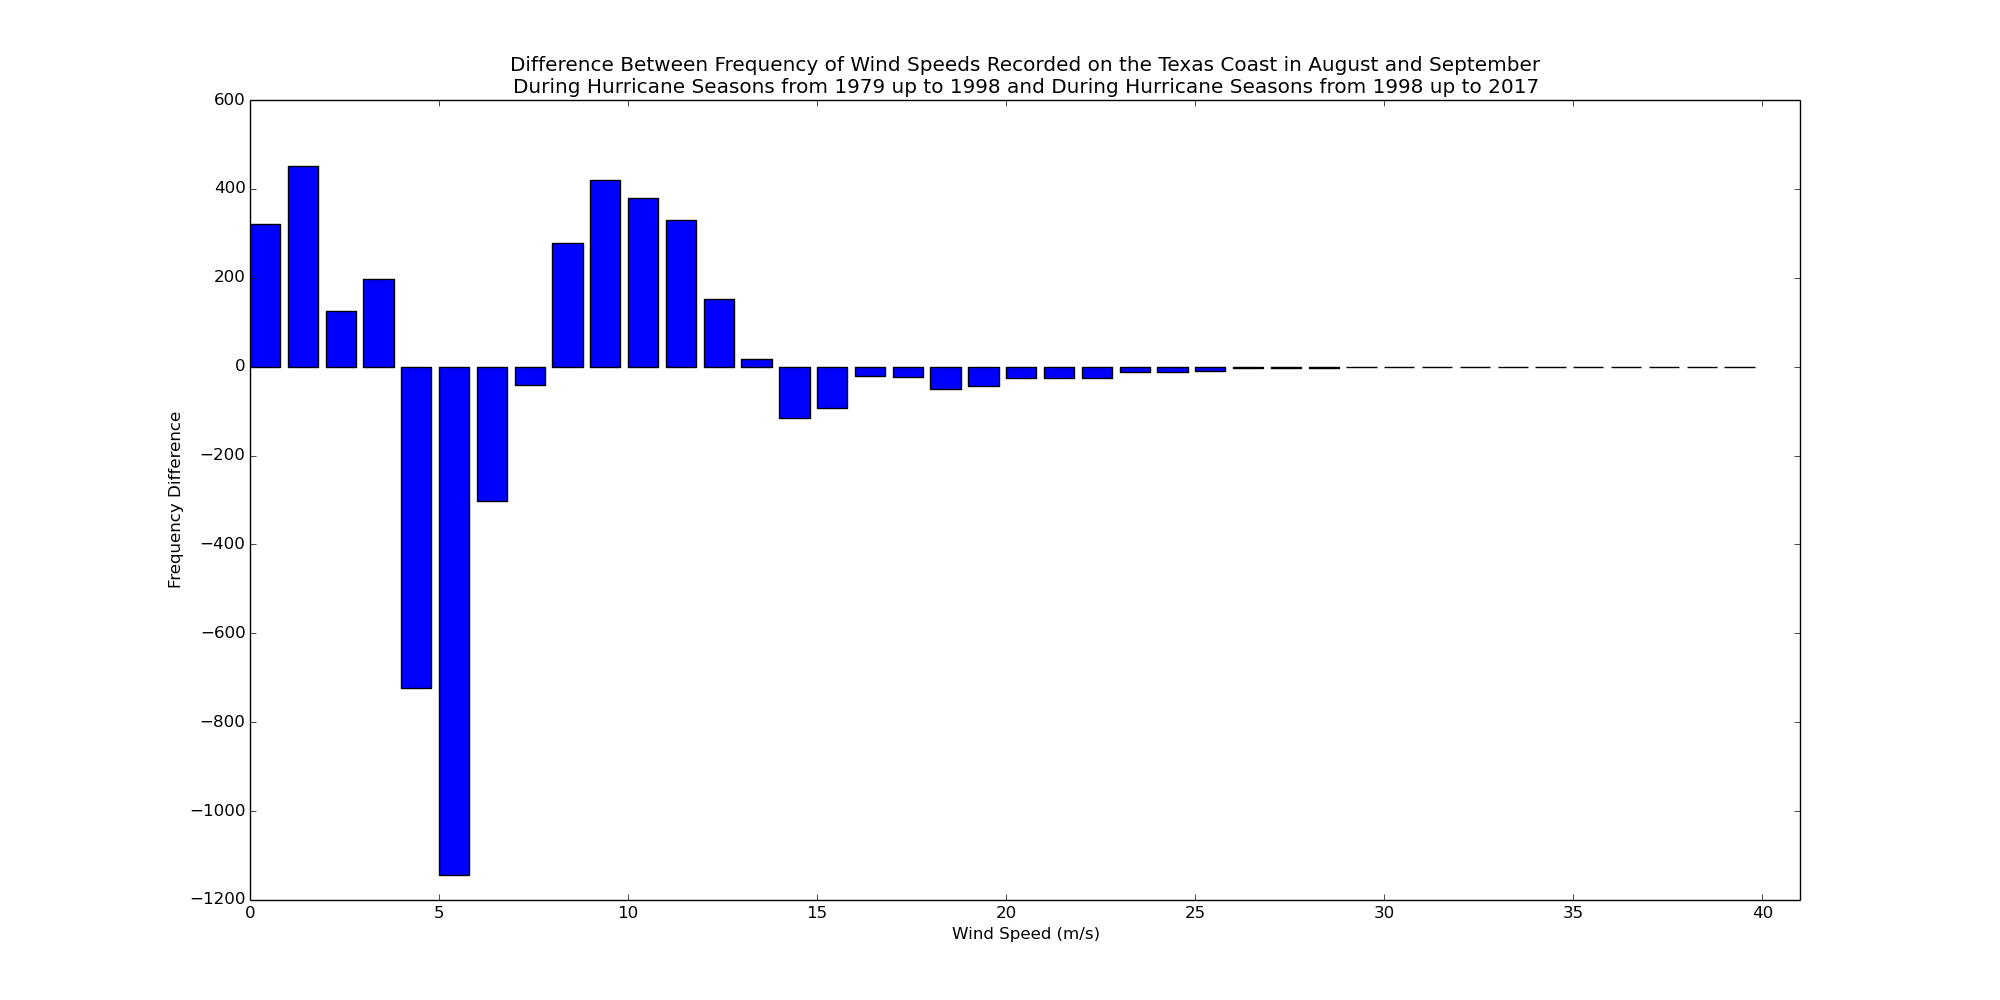 Difference Between Frequency of Wind Speeds Recorded on the Texas Coast in August and September
During Hurricane Seasons from 1979 up to 1998 and During Hurricane Seasons from 1998 up to 2017
600
400
200
0
−200
−400
−600
−800
−1000
−1200
Frequency Difference
0 5 10 15 20 25 30 35 40
Wind Speed (m/s)